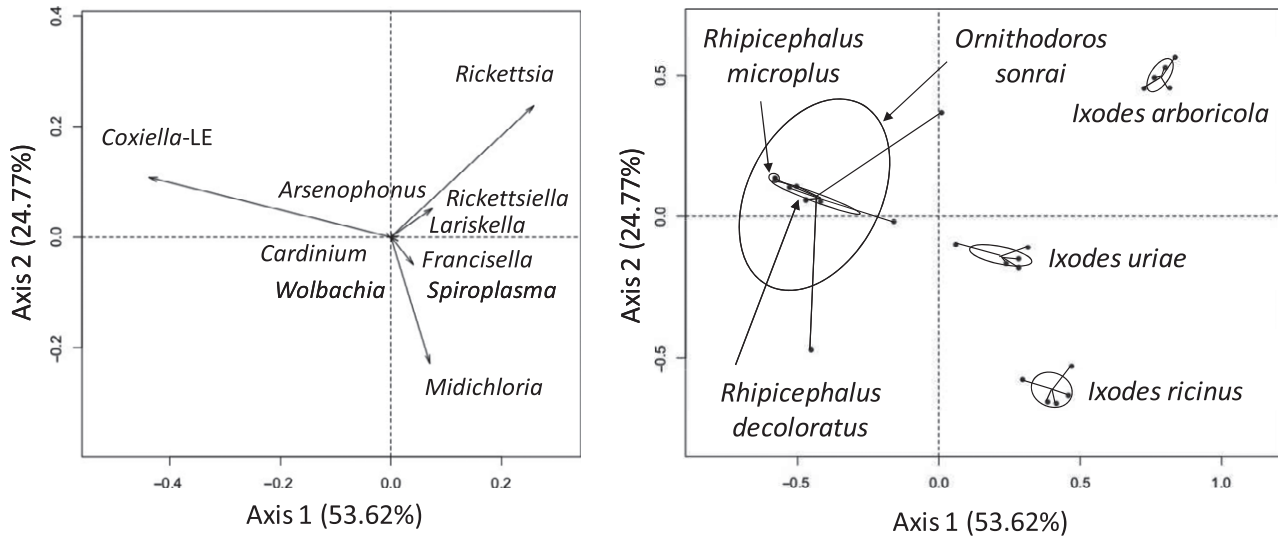 0.4
0.2
0.0
−0.2
Axis 2 (24.77%)
Rickettsia
Coxiella-LE
Arsenophonus
Rickettsiella
Lariskella
Cardinium
Francisella
Wolbachia
Spiroplasma
Midichloria
−0.4
−0.2
0.0
0.2
Axis 1 (53.62%)
0.5
0.0
−0.5
Axis 2 (24.77%)
Rhipicephalus
microplus
Ornithodoros
sonrai
Ixodes arboricola
Ixodes uriae
Ixodes ricinus
Rhipicephalus
decoloratus
−0.5
0.0
0.5
1.0
Axis 1 (53.62%)